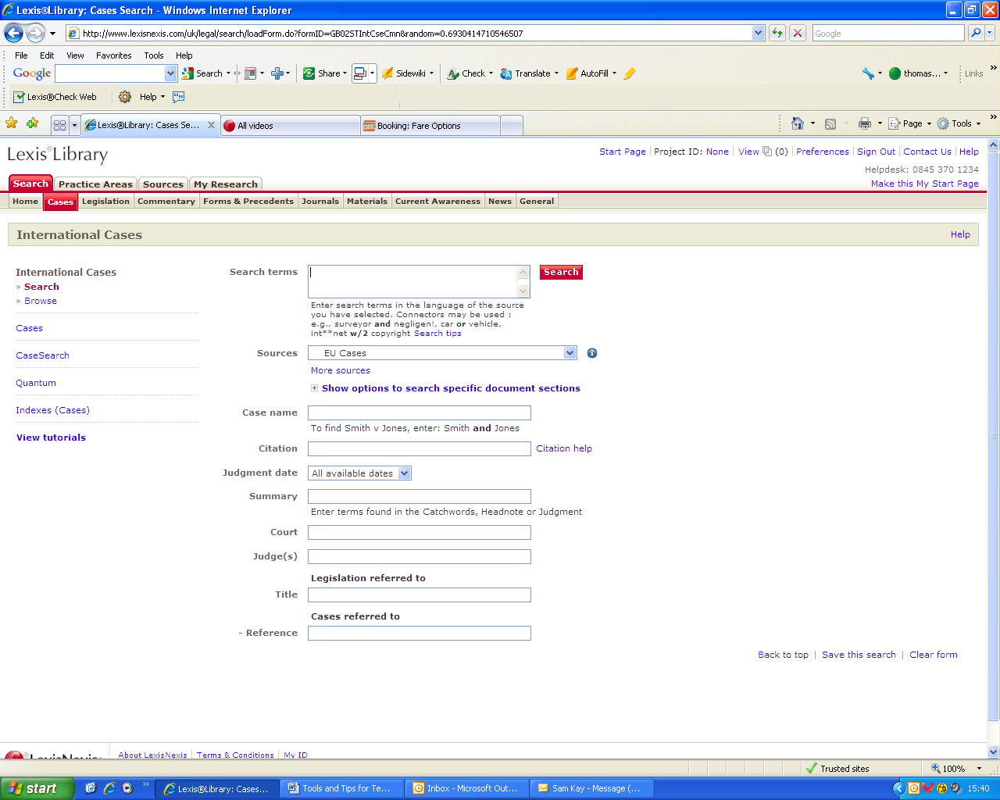 Lexis®Library: Cases Search - Windows Internet Explorer
http://www.lexisnexis.com/uk/legal/search/loadForm.do?formID=GB02STIntCseCmn&random=0.6930414710546507
Google
File Edit View Favorites Tools Help
Google Search Share Sidewiki Check Translate AutoFill thomas... Links
Lexis®Check Web Help
Lexis®Library: Cases Se... All videos Booking: Fare Options Page Tools
Lexis®Library
Start Page Project ID: None View (0) Preferences Sign Out Contact Us Help
Helpdesk: 0845 370 1234
Make this My Start Page
Search Practice Areas Sources My Research
Home Cases Legislation Commentary Forms & Precedents Journals Materials Current Awareness News General
International Cases Help
International Cases
» Search
» Browse
Cases
CaseSearch
Quantum
Indexes (Cases)
View tutorials
Search terms Search
Enter search terms in the language of the source
you have selected. Connectors may be used :
e.g., surveyor and negligen!, car or vehicle,
int**net w/2 copyright Search tips
Sources EU Cases
More sources
Show options to search specific document sections
Case name
To find Smith v Jones, enter: Smith and Jones
Citation Citation help
Judgment date All available dates
Summary
Enter terms found in the Catchwords, Headnote or Judgment
Court
Judge(s)
Legislation referred to
Title
Cases referred to
- Reference
Back to top | Save this search | Clear form
LexisNexis About LexisNexis Terms & Conditions My ID
Trusted sites 100%
start Lexis®Library: Cases... Tools and Tips for Te... Inbox - Microsoft Out... Sam Kay - Message (... 15:40